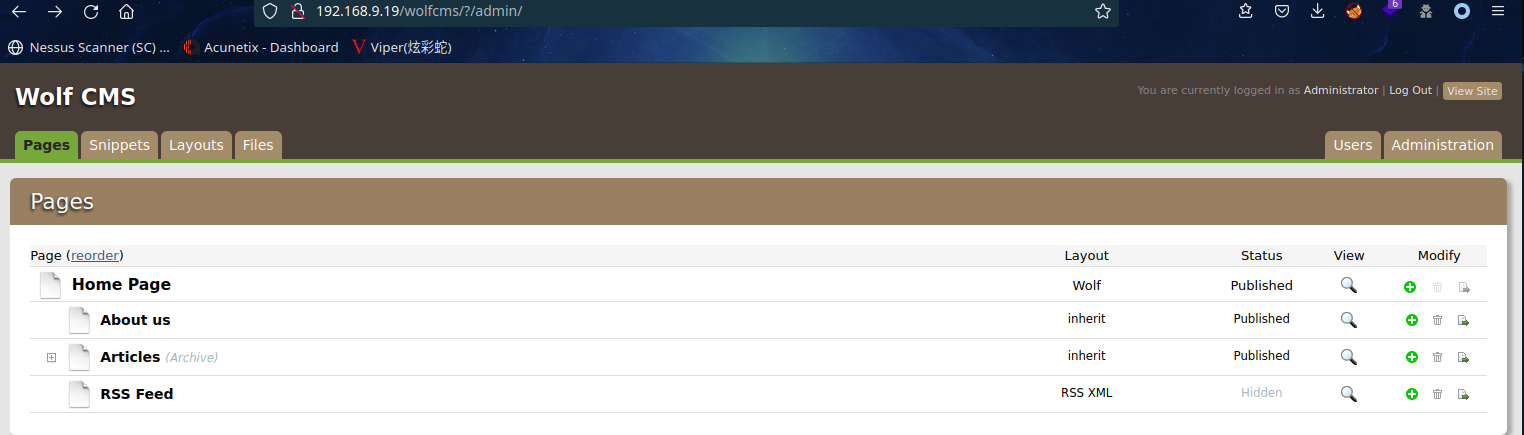 192.168.9.19/wolfcms/?/admin/
6
Nessus Scanner (SC) ... Acunetix - Dashboard Viper(炫彩蛇)
Wolf CMS
You are currently logged in as Administrator | Log Out | View Site
Pages Snippets Layouts Files Users Administration
Pages
Page (reorder) Layout Status View Modify
Home Page Wolf Published
About us inherit Published
Articles (Archive) inherit Published
RSS Feed RSS XML Hidden